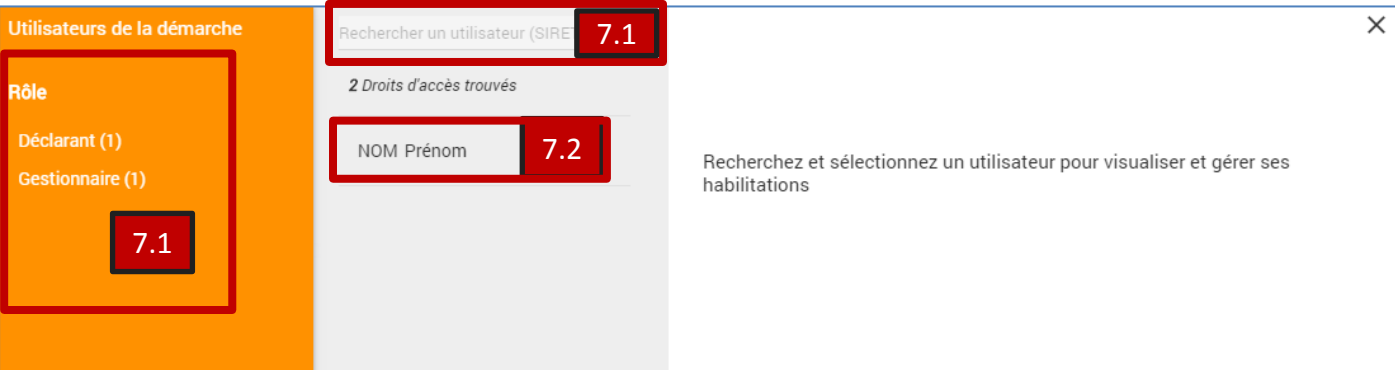 Utilisateurs de la démarche
Rôle
Déclarant (1)
Gestionnaire (1)
7.1
Rechercher un utilisateur (SIRET
7.1
2 Droits d'accès trouvés
NOM Prénom
7.2
Recherchez et sélectionnez un utilisateur pour visualiser et gérer ses
habilitations